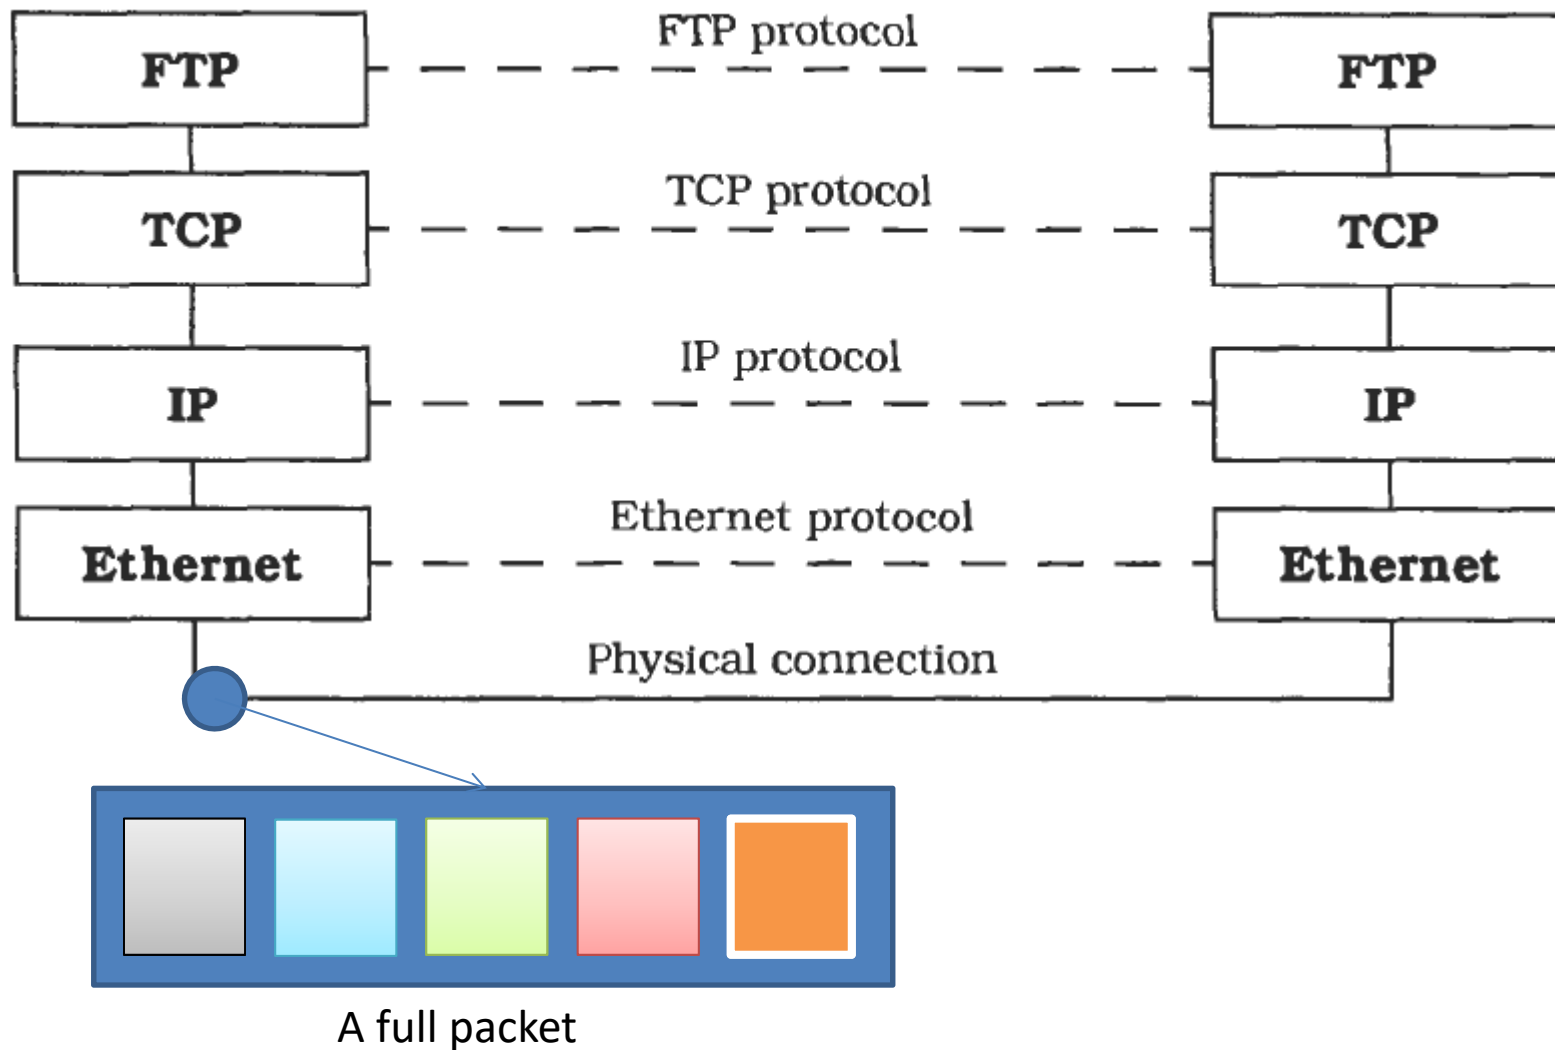 FTP protocol
FTP
FTP
TCP protocol
TCP
TCP
IP protocol
IP
IP
Ethernet protocol
Ethernet
Ethernet
Physical connection
A full packet